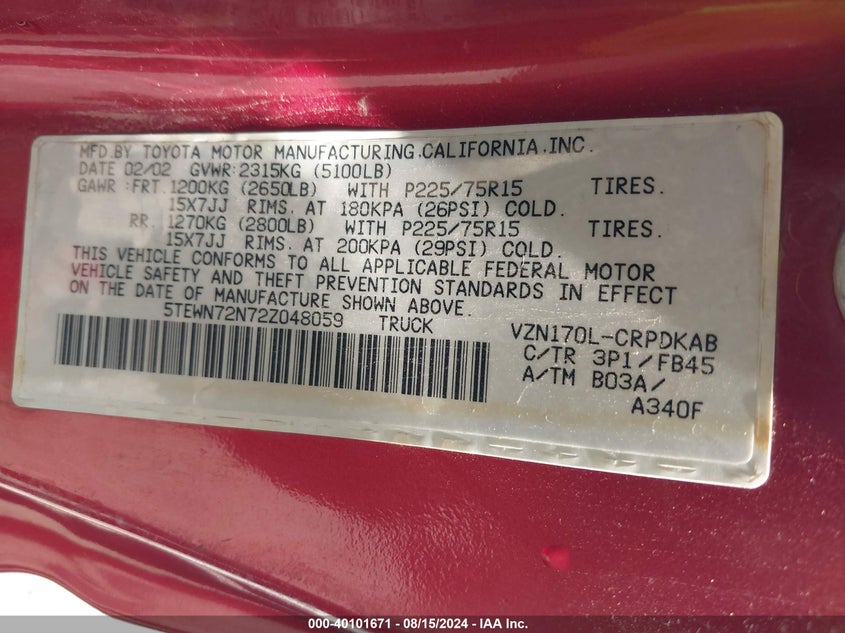 MFD.BY TOYOTA MOTOR MANUFACTURING.CALIFORNIA.INC.
DATE 02/02 GVWR:2315KG (5100LB)
GAWR :FRT.1200KG (2650LB) WITH P225/75R15 TIRES.
15X7JJ RIMS. AT 180KPA (26PSI) COLD.
RR. 1270KG (2800LB) WITH P225/75R15 TIRES.
15X7JJ RIMS. AT 200KPA (29PSI) COLD.
THIS VEHICLE CONFORMS TO ALL APPLICABLE FEDERAL MOTOR
VEHICLE SAFETY AND THEFT PREVENTION STANDARDS IN EFFECT
ON THE DATE OF MANUFACTURE SHOWN ABOVE.
5TEWN72N72Z048059 TRUCK
VZN170L-CRPDKAB
C/TR 3P1/FB45
A/TM B03A/
A340F
000-40101671 - 08/15/2024 - IAA Inc.